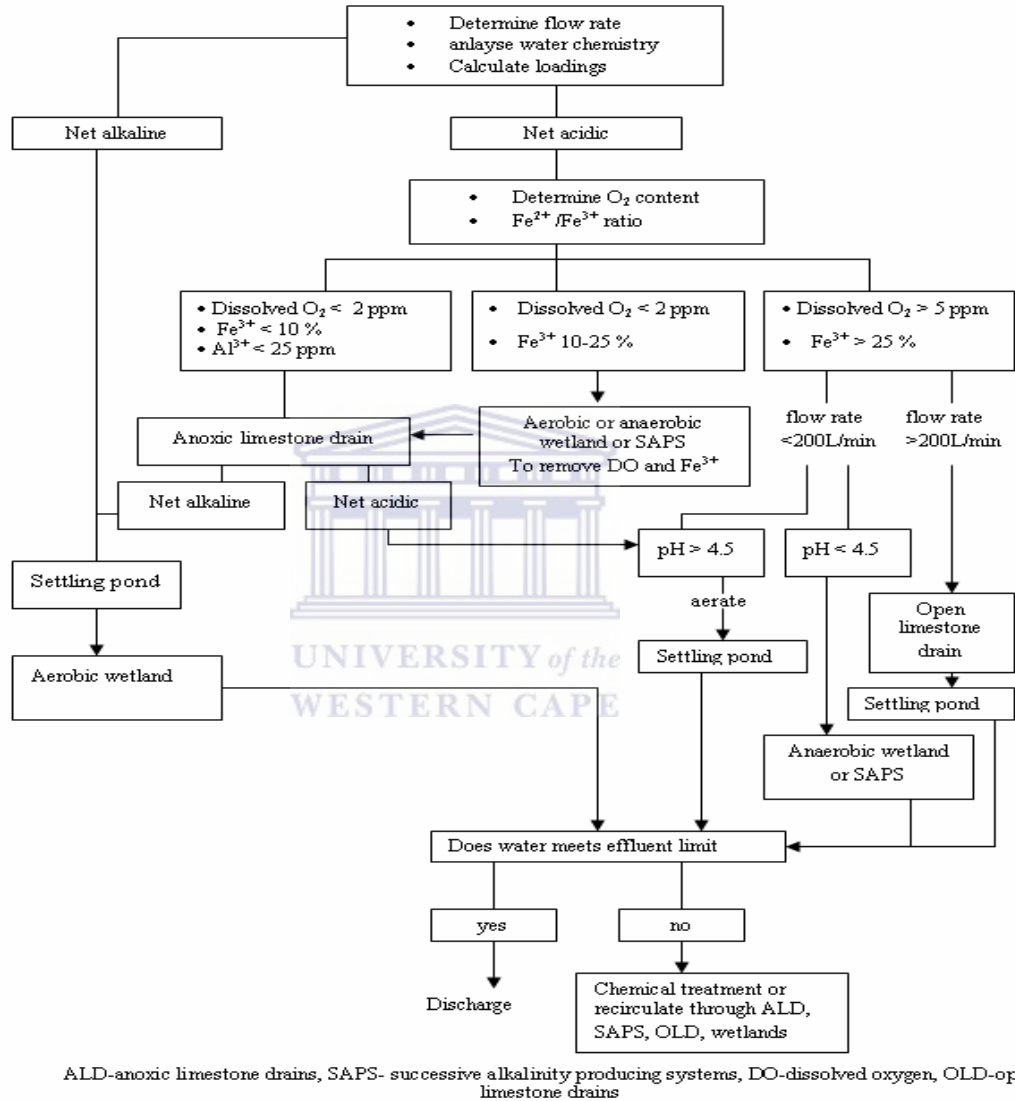 • Determine flow rate
• anlayse water chemistry
• Calculate loadings
Net alkaline
Net acidic
• Determine O₂ content
• Fe²⁺ /Fe³⁺ ratio
• Dissolved O₂ < 2 ppm
• Fe³⁺ < 10 %
• Al³⁺ < 25 ppm
• Dissolved O₂ < 2 ppm
• Fe³⁺ 10-25 %
• Dissolved O₂ > 5 ppm
• Fe³⁺ > 25 %
flow rate
<200L/min
flow rate
>200L/min
Anoxic limestone drain
Aerobic or anaerobic
wetland or SAPS
To remove DO and Fe³⁺
Net alkaline
Net acidic
pH > 4.5
pH < 4.5
Settling pond
aerate
Open
limestone
drain
Settling pond
Aerobic wetland
UNIVERSITY of the
WESTERN CAPE
Settling pond
Anaerobic wetland
or SAPS
Does water meets effluent limit
yes
no
Discharge
Chemical treatment or
recirculate through ALD,
SAPS, OLD, wetlands
ALD-anoxic limestone drains, SAPS- successive alkalinity producing systems, DO-dissolved oxygen, OLD-op
limestone drains